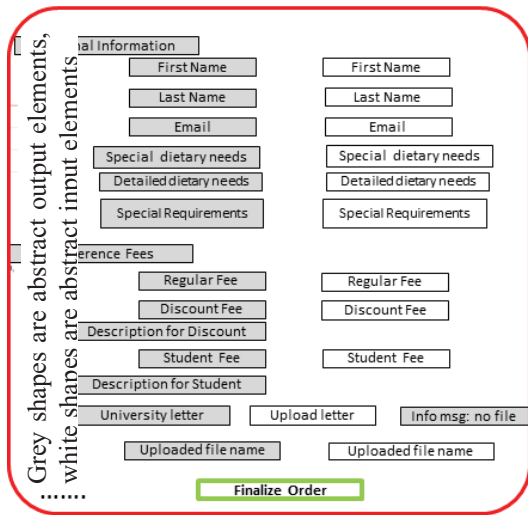 Grey shapes are abstract output elements,
white shapes are abstract input elements
.......
nal Information
First Name First Name
Last Name Last Name
Email Email
Special dietary needs Special dietary needs
Detailed dietary needs Detailed dietary needs
Special Requirements Special Requirements
erence Fees
Regular Fee Regular Fee
Discount Fee Discount Fee
Description for Discount
Student Fee Student Fee
Description for Student
University letter Upload letter Info msg: no file
Uploaded file name Uploaded file name
Finalize Order